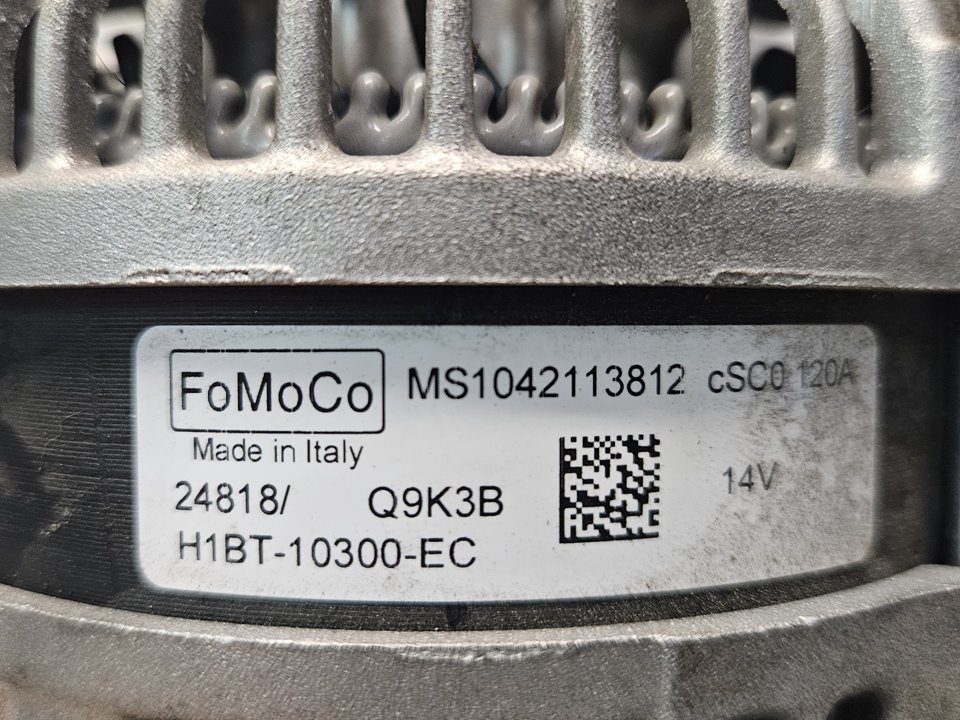 FoMoCo MS1042113812 cSC0 120A
Made in Italy
14V
24818/ Q9K3B
H1BT-10300-EC